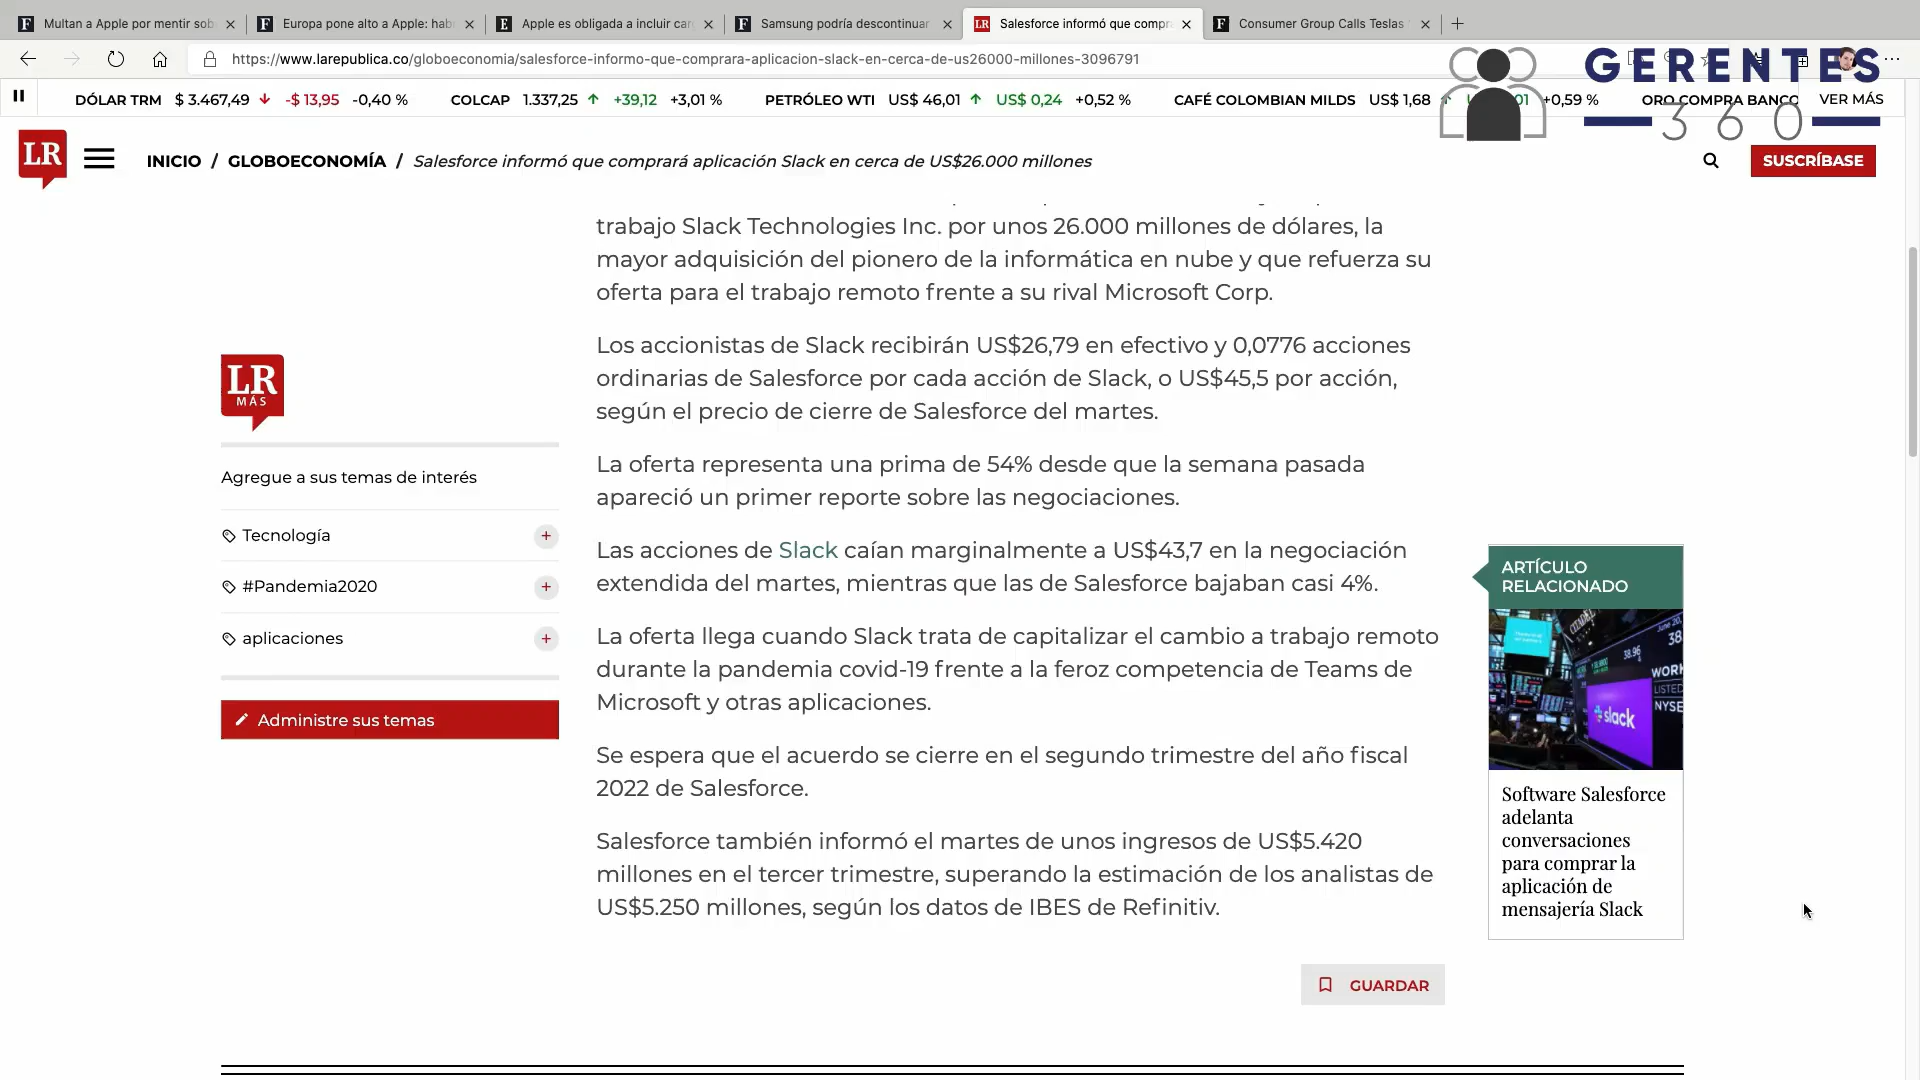 Multan a Apple por mentir sob
Europa pone alto a Apple: hab
Apple es obligada a incluir car
Samsung podría descontinuar
Salesforce informó que compra
Consumer Group Calls Teslas
https://www.larepublica.co/globoeconomia/salesforce-informo-que-comprara-aplicacion-slack-en-cerca-de-us26000-millones-3096791
GERENTES
360
DÓLAR TRM $ 3.467,49 -$ 13,95 -0,40 % COLCAP 1.337,25 +39,12 +3,01 % PETRÓLEO WTI US$ 46,01 US$ 0,24 +0,52 % CAFÉ COLOMBIAN MILDS US$ 1,68 +0,59 % ORO COMPRA BANCO VER MÁS
LR
INICIO / GLOBOECONOMÍA / Salesforce informó que comprará aplicación Slack en cerca de US$26.000 millones
SUSCRÍBASE
trabajo Slack Technologies Inc. por unos 26.000 millones de dólares, la
mayor adquisición del pionero de la informática en nube y que refuerza su
oferta para el trabajo remoto frente a su rival Microsoft Corp.
Los accionistas de Slack recibirán US$26,79 en efectivo y 0,0776 acciones
ordinarias de Salesforce por cada acción de Slack, o US$45,5 por acción,
según el precio de cierre de Salesforce del martes.
La oferta representa una prima de 54% desde que la semana pasada
apareció un primer reporte sobre las negociaciones.
Las acciones de Slack caían marginalmente a US$43,7 en la negociación
extendida del martes, mientras que las de Salesforce bajaban casi 4%.
La oferta llega cuando Slack trata de capitalizar el cambio a trabajo remoto
durante la pandemia covid-19 frente a la feroz competencia de Teams de
Microsoft y otras aplicaciones.
Se espera que el acuerdo se cierre en el segundo trimestre del año fiscal
2022 de Salesforce.
Salesforce también informó el martes de unos ingresos de US$5.420
millones en el tercer trimestre, superando la estimación de los analistas de
US$5.250 millones, según los datos de IBES de Refinitiv.
GUARDAR
LR
MÁS
Agregue a sus temas de interés
Tecnología +
#Pandemia2020 +
aplicaciones +
Administre sus temas
ARTÍCULO
RELACIONADO
CITADEL
June 20,
38
38.96
WORK
LISTED
NYSE
slack
Software Salesforce
adelanta
conversaciones
para comprar la
aplicación de
mensajería Slack